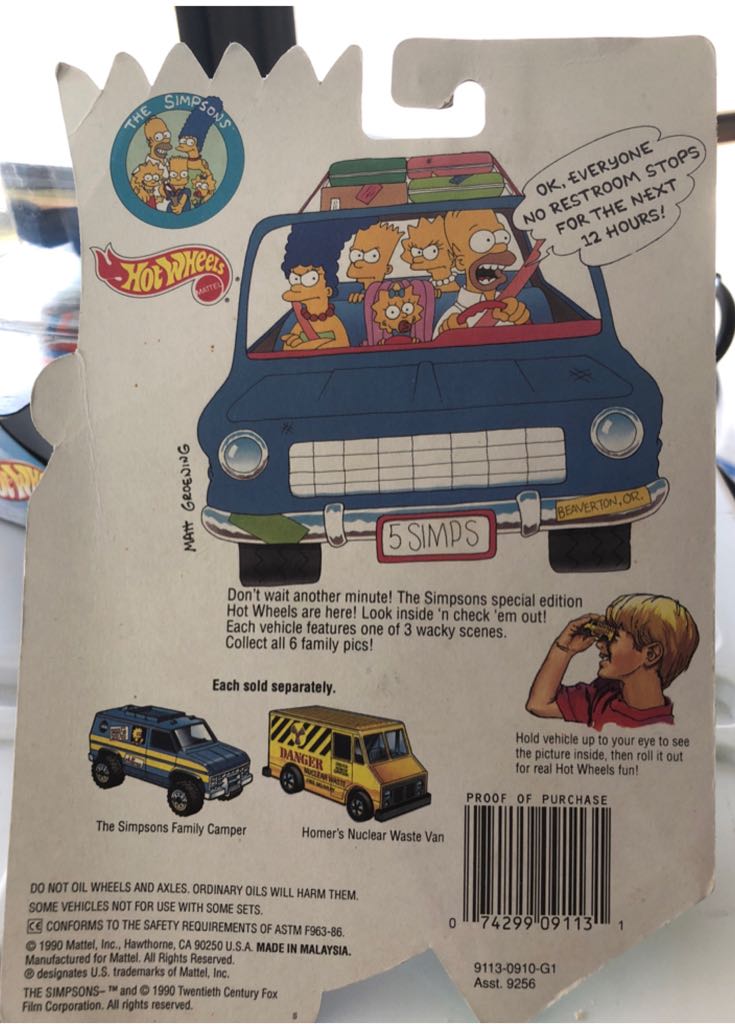 THE SIMPSONS
HOT WHEELS
MATTEL
OK, EVERYONE
NO RESTROOM STOPS
FOR THE NEXT
12 HOURS!
MATT GROENING
BEAVERTON, OR.
5 SIMPS
Don't wait another minute! The Simpsons special edition
Hot Wheels are here! Look inside 'n check 'em out!
Each vehicle features one of 3 wacky scenes.
Collect all 6 family pics!
Each sold separately.
DANGER
NUCLEAR WASTE
Hold vehicle up to your eye to see
the picture inside, then roll it out
for real Hot Wheels fun!
The Simpsons Family Camper
Homer's Nuclear Waste Van
PROOF OF PURCHASE
0 74299 09113 1
DO NOT OIL WHEELS AND AXLES. ORDINARY OILS WILL HARM THEM.
SOME VEHICLES NOT FOR USE WITH SOME SETS.
CE CONFORMS TO THE SAFETY REQUIREMENTS OF ASTM F963-86.
© 1990 Mattel, Inc., Hawthorne, CA 90250 U.S.A. MADE IN MALAYSIA.
Manufactured for Mattel. All Rights Reserved.
® designates U.S. trademarks of Mattel, Inc.
THE SIMPSONS–™ and © 1990 Twentieth Century Fox
Film Corporation. All rights reserved.
9113-0910-G1
Asst. 9256